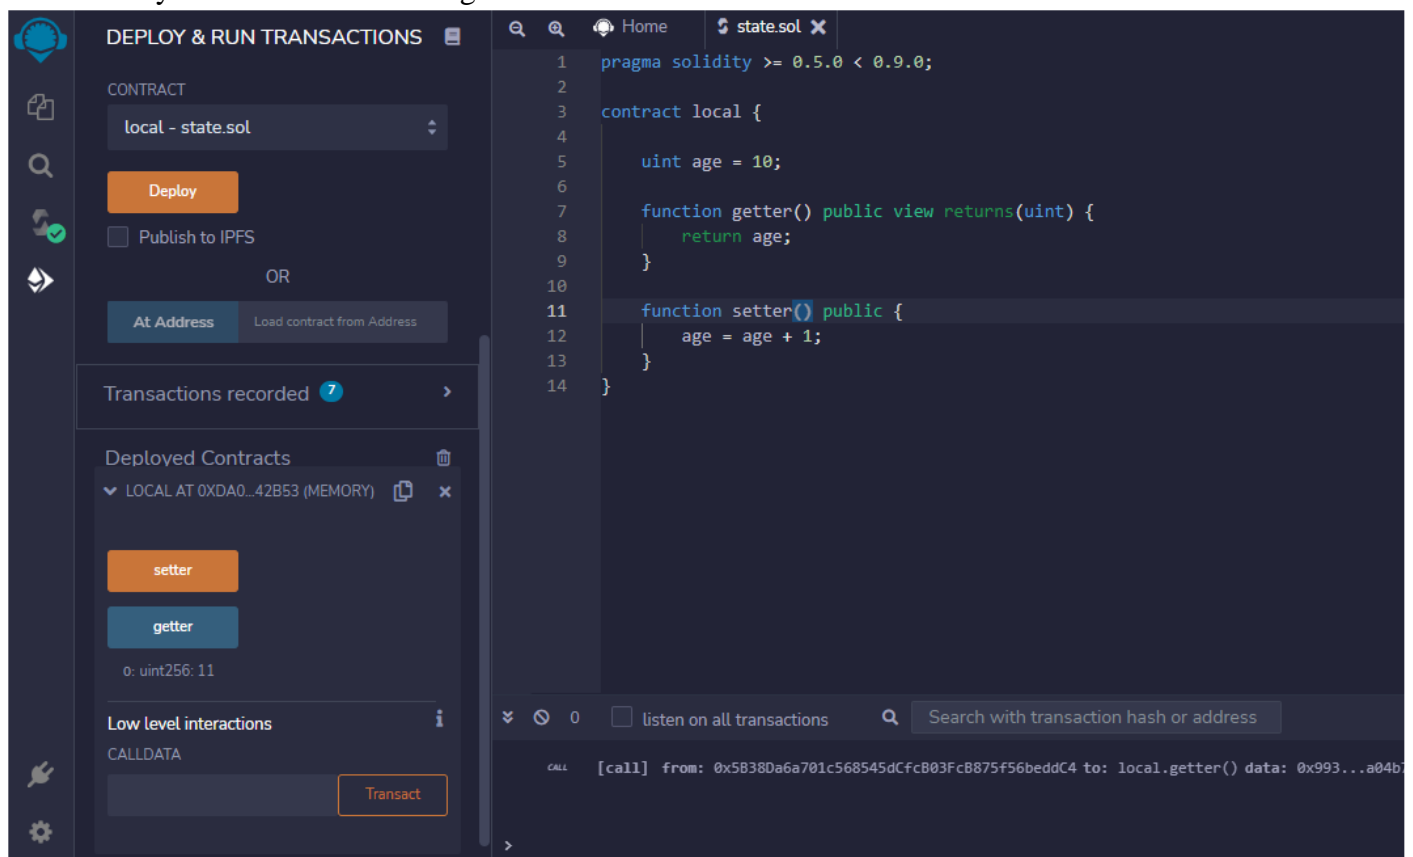 DEPLOY & RUN TRANSACTIONS
CONTRACT
local - state.sol
Deploy
Publish to IPFS
OR
At Address Load contract from Address
Transactions recorded 7
Deployed Contracts
LOCAL AT 0XDA0...42B53 (MEMORY)
setter
getter
0: uint256: 11
Low level interactions
CALLDATA
Transact
Home state.sol
1 pragma solidity >= 0.5.0 < 0.9.0;
2
3 contract local {
4
5 uint age = 10;
6
7 function getter() public view returns(uint) {
8 return age;
9 }
10
11 function setter() public {
12 age = age + 1;
13 }
14 }
0 listen on all transactions Search with transaction hash or address
CALL [call] from: 0x5B38Da6a701c568545dCfcB03FcB875f56beddC4 to: local.getter() data: 0x993...a04b7
>